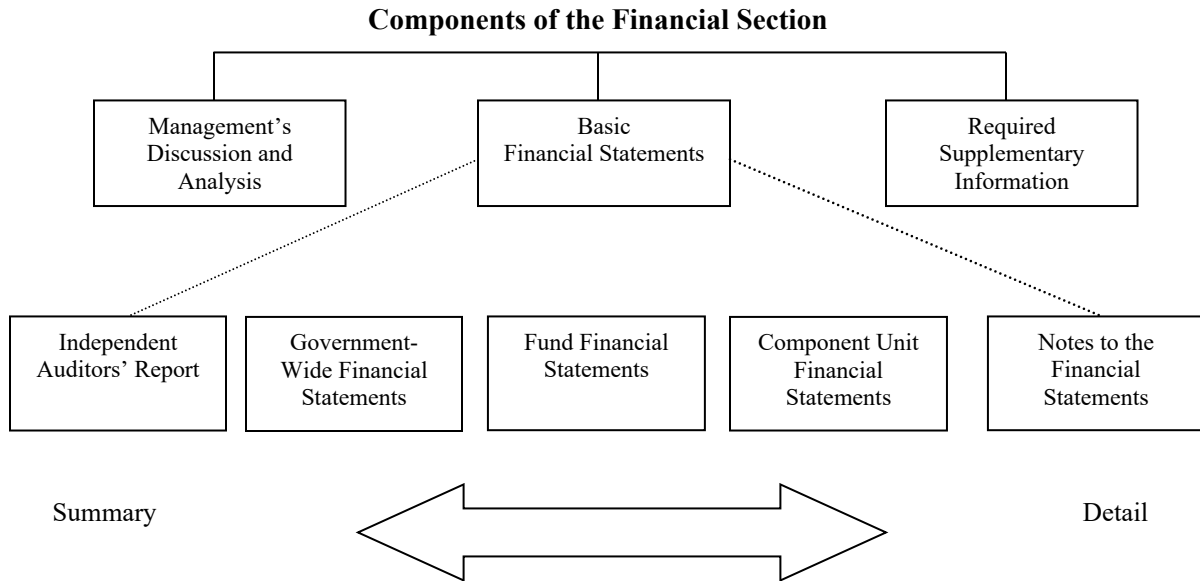 Components of the Financial Section
Management’s
Discussion and
Analysis
Basic
Financial Statements
Required
Supplementary
Information
Independent
Auditors’ Report
Government-
Wide Financial
Statements
Fund Financial
Statements
Component Unit
Financial
Statements
Notes to the
Financial
Statements
Summary
Detail